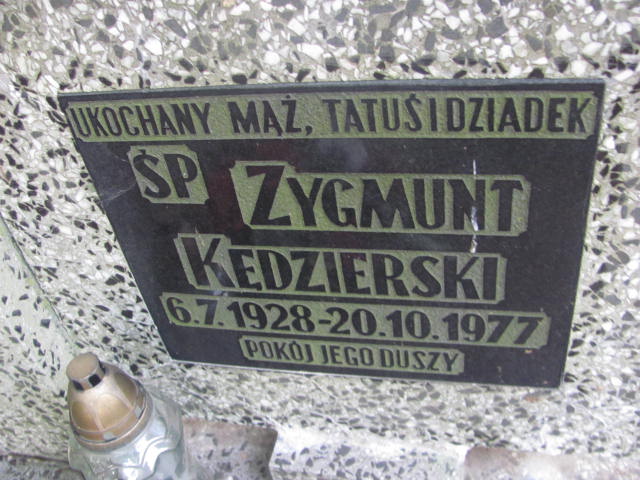 UKOCHANY MĄŻ, TATUŚ I DZIADEK
ŚP ZYGMUNT
KĘDZIERSKI
6.7.1928-20.10.1977
POKÓJ JEGO DUSZY